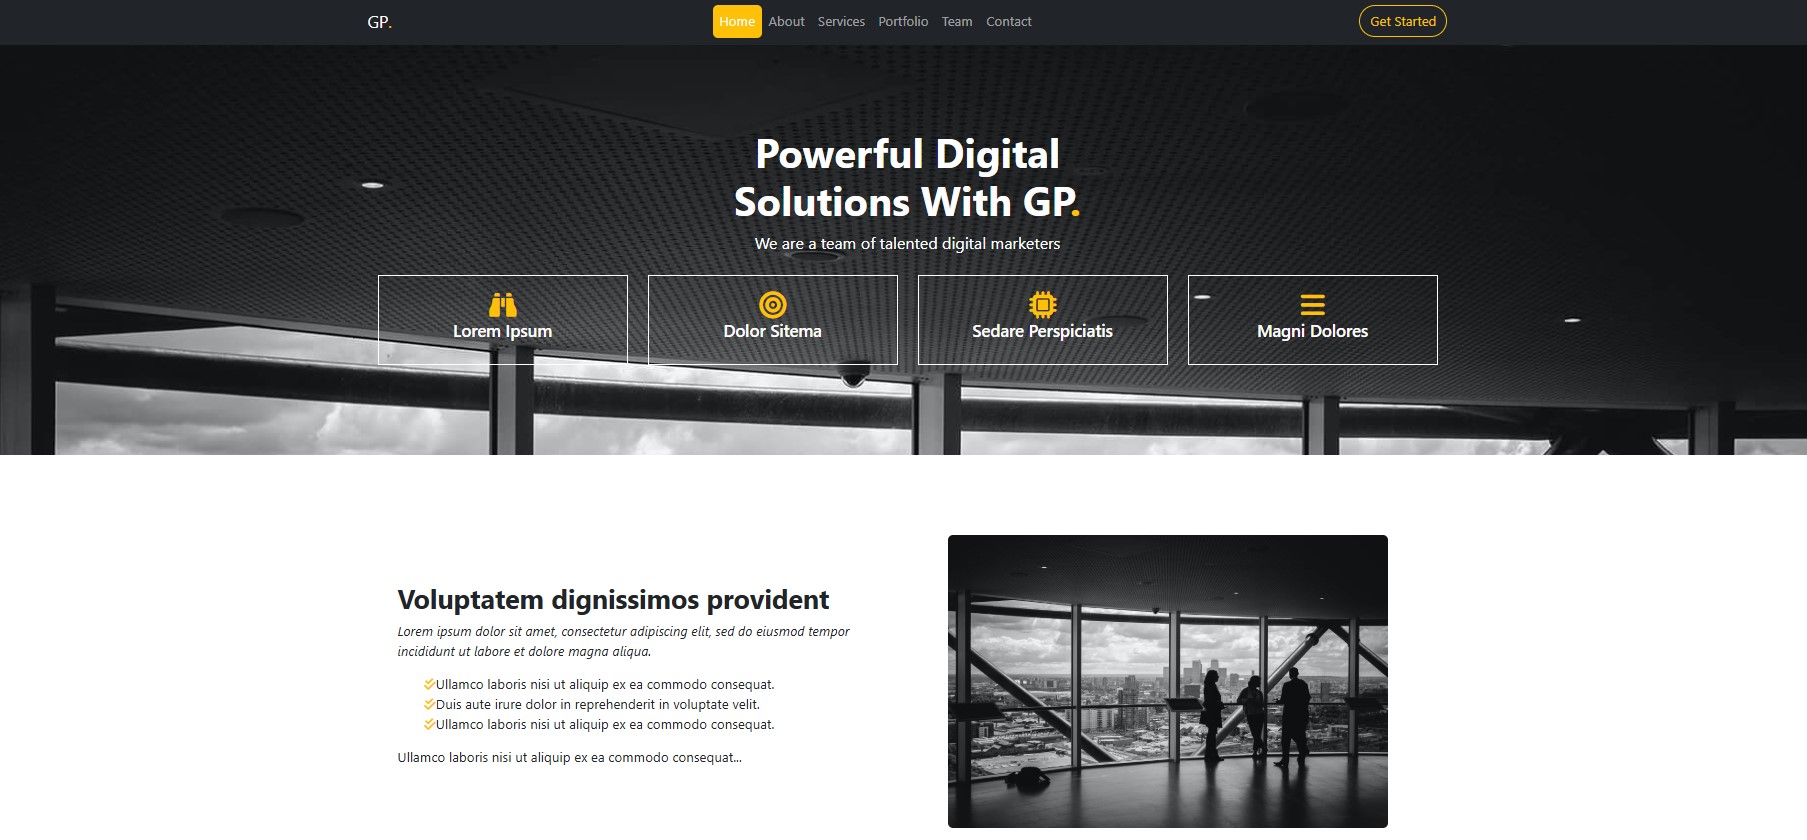 GP.
Home About Services Portfolio Team Contact
Get Started
Powerful Digital
Solutions With GP.
We are a team of talented digital marketers
Lorem Ipsum
Dolor Sitema
Sedare Perspiciatis
Magni Dolores
Voluptatem dignissimos provident
Lorem ipsum dolor sit amet, consectetur adipiscing elit, sed do eiusmod tempor
incididunt ut labore et dolore magna aliqua.
Ullamco laboris nisi ut aliquip ex ea commodo consequat.
Duis aute irure dolor in reprehenderit in voluptate velit.
Ullamco laboris nisi ut aliquip ex ea commodo consequat.
Ullamco laboris nisi ut aliquip ex ea commodo consequat...